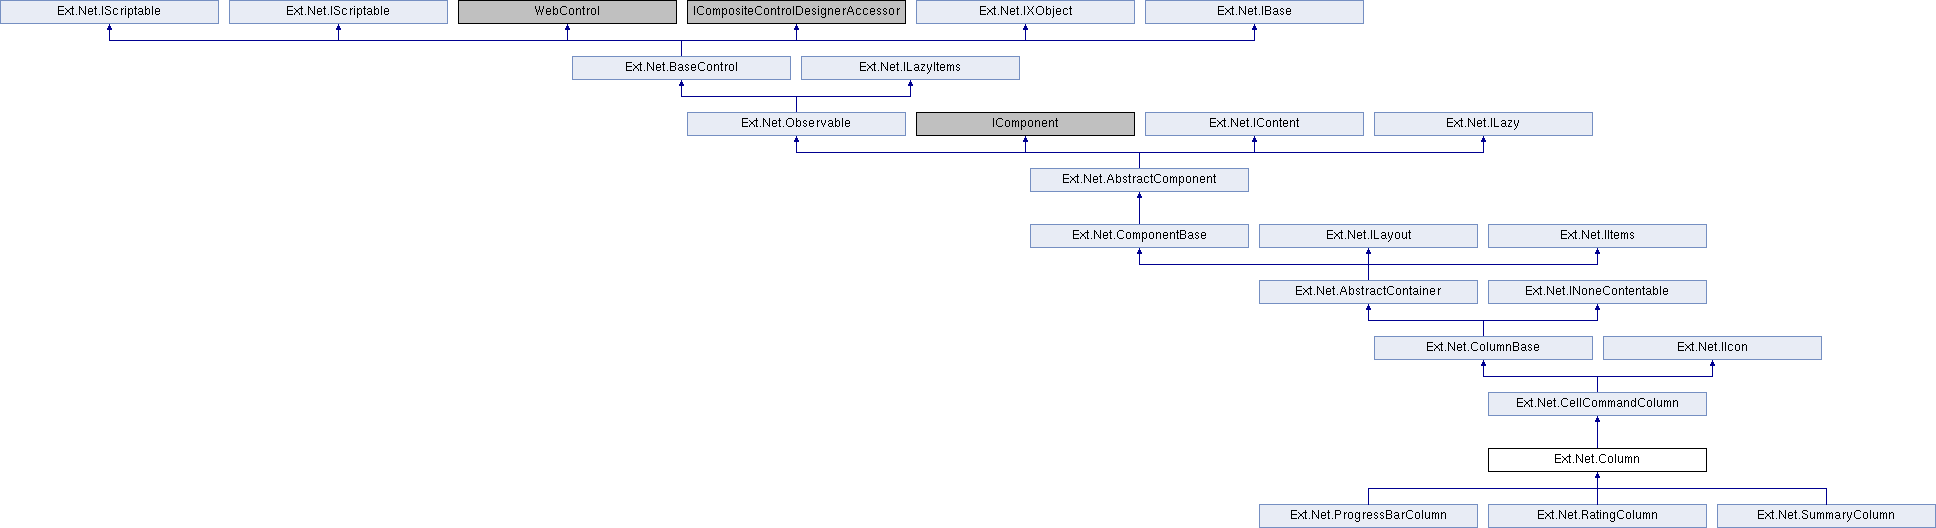 Ext.Net.IScriptable
Ext.Net.IScriptable
WebControl
ICompositeControlDesignerAccessor
Ext.Net.IXObject
Ext.Net.IBase
Ext.Net.BaseControl
Ext.Net.ILazyItems
Ext.Net.Observable
IComponent
Ext.Net.IContent
Ext.Net.ILazy
Ext.Net.AbstractComponent
Ext.Net.ComponentBase
Ext.Net.ILayout
Ext.Net.IItems
Ext.Net.AbstractContainer
Ext.Net.INoneContentable
Ext.Net.ColumnBase
Ext.Net.IIcon
Ext.Net.CellCommandColumn
Ext.Net.Column
Ext.Net.ProgressBarColumn
Ext.Net.RatingColumn
Ext.Net.SummaryColumn